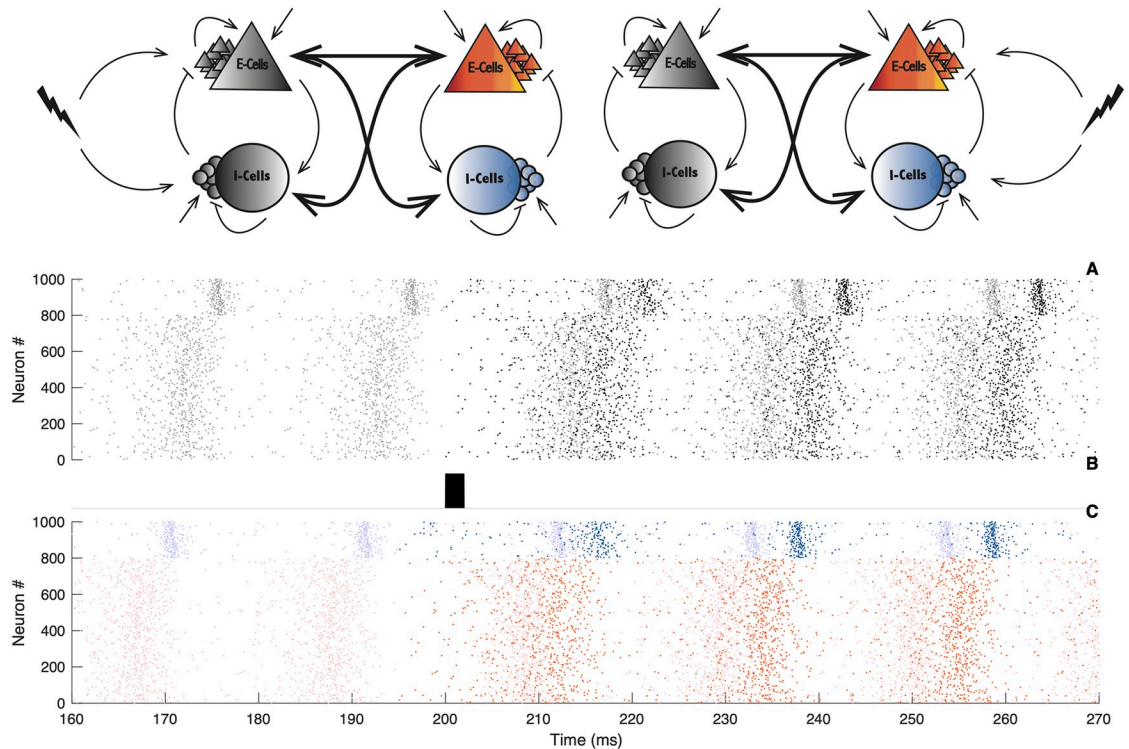 E-Cells E-Cells E-Cells E-Cells
I-Cells I-Cells I-Cells I-Cells
A
1000
800
600
400
200
0
Neuron #
B
C
1000
800
600
400
200
0
Neuron #
160 170 180 190 200 210 220 230 240 250 260 270
Time (ms)